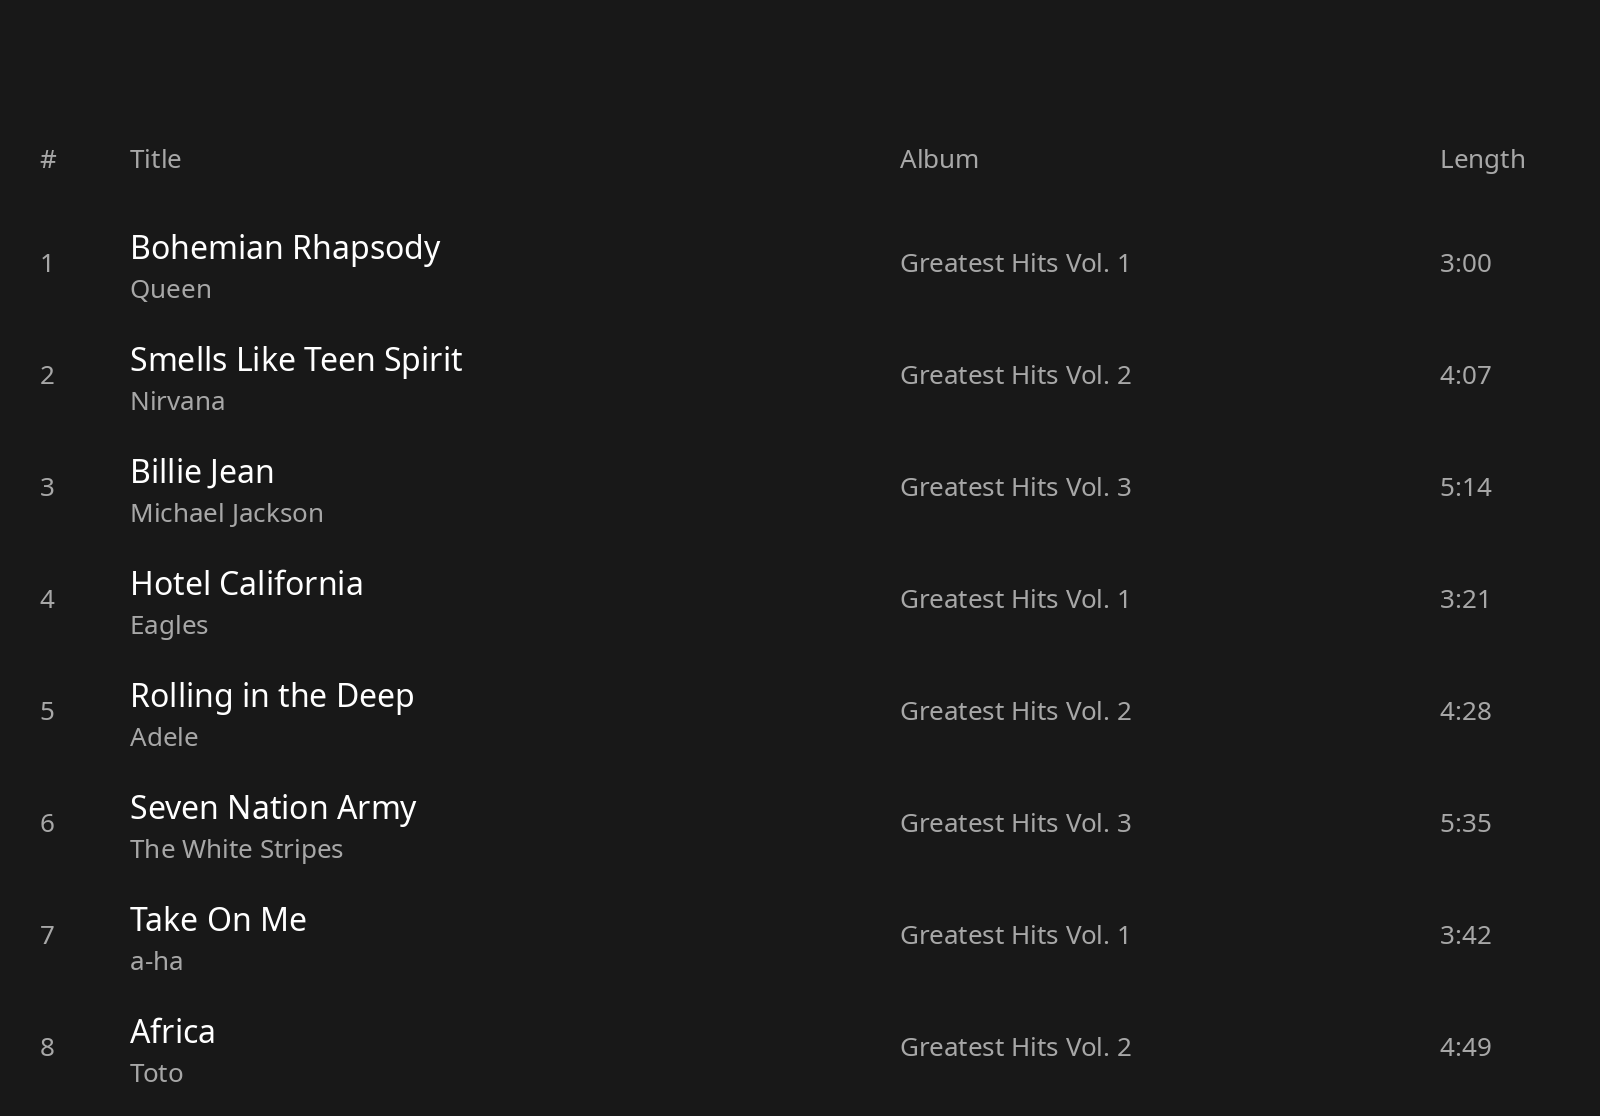 # Title Album Length
Bohemian Rhapsody
1 Greatest Hits Vol. 1 3:00
Queen
Smells Like Teen Spirit
2 Greatest Hits Vol. 2 4:07
Nirvana
Billie Jean
3 Greatest Hits Vol. 3 5:14
Michael Jackson
Hotel California
4 Greatest Hits Vol. 1 3:21
Eagles
Rolling in the Deep
5 Greatest Hits Vol. 2 4:28
Adele
Seven Nation Army
6 Greatest Hits Vol. 3 5:35
The White Stripes
Take On Me
7 Greatest Hits Vol. 1 3:42
a-ha
Africa
8 Greatest Hits Vol. 2 4:49
Toto